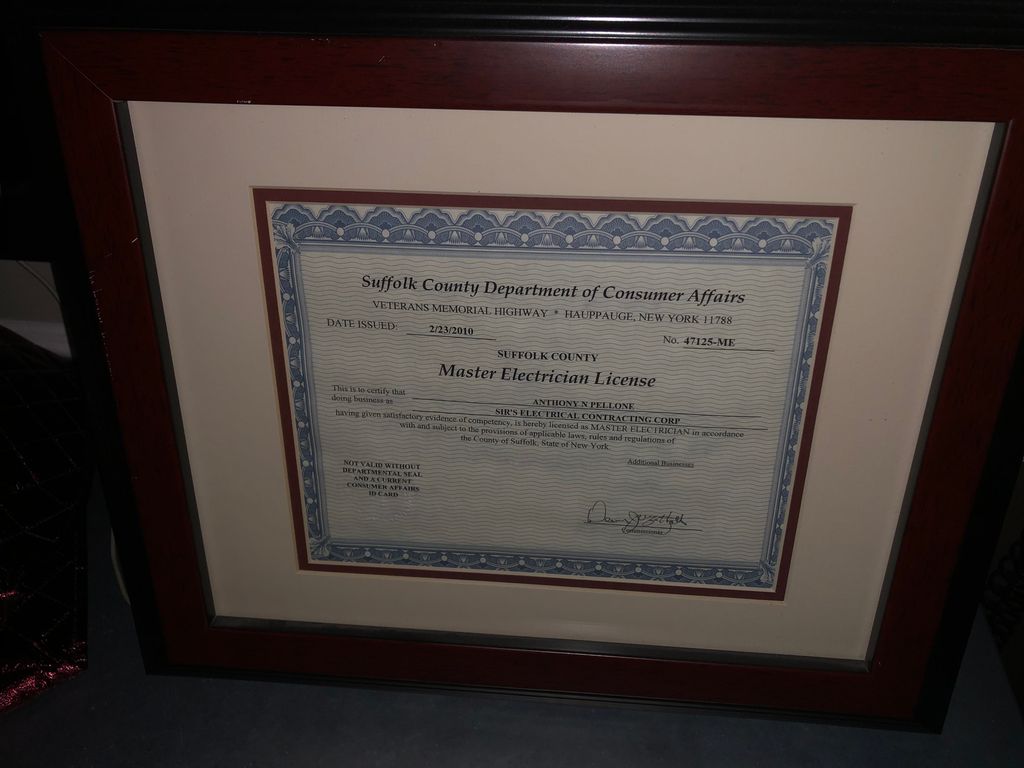 Suffolk County Department of Consumer Affairs
VETERANS MEMORIAL HIGHWAY * HAUPPAUGE, NEW YORK 11788
DATE ISSUED: 2/23/2010
No. 47125-ME
SUFFOLK COUNTY
Master Electrician License
This is to certify that ANTHONY N PELLONE
doing business as SIR'S ELECTRICAL CONTRACTING CORP
having given satisfactory evidence of competency, is hereby licensed as MASTER ELECTRICIAN in accordance
with and subject to the provisions of applicable laws, rules and regulations of
the County of Suffolk, State of New York.
Additional Businesses
NOT VALID WITHOUT
DEPARTMENTAL SEAL
AND A CURRENT
CONSUMER AFFAIRS
ID CARD
Commissioner